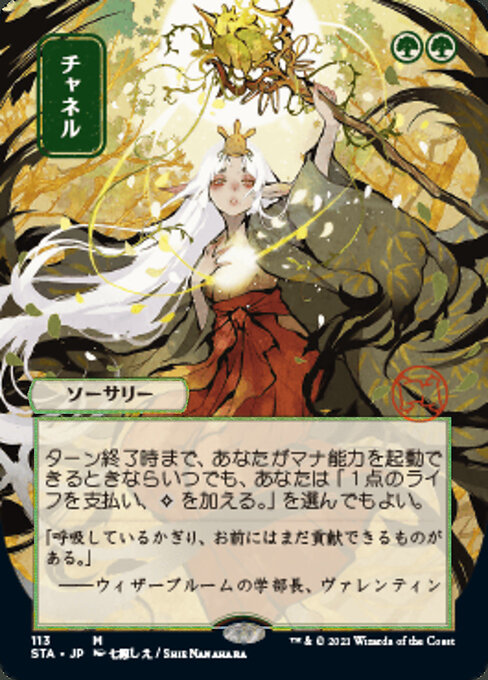 チャネル
ソーサリー
ターン終了時まで、あなたがマナ能力を起動で
きるときならいつでも、あなたは「１点のライ
フを支払い、を加える。」を選んでもよい。
「呼吸しているかぎり、お前にはまだ貢献できるものが
ある。」
――ウィザーブルームの学部長、ヴァレンティン
113 M
STA • JP 七原しえ / Shie Nanahara
™ & © 2021 Wizards of the Coast